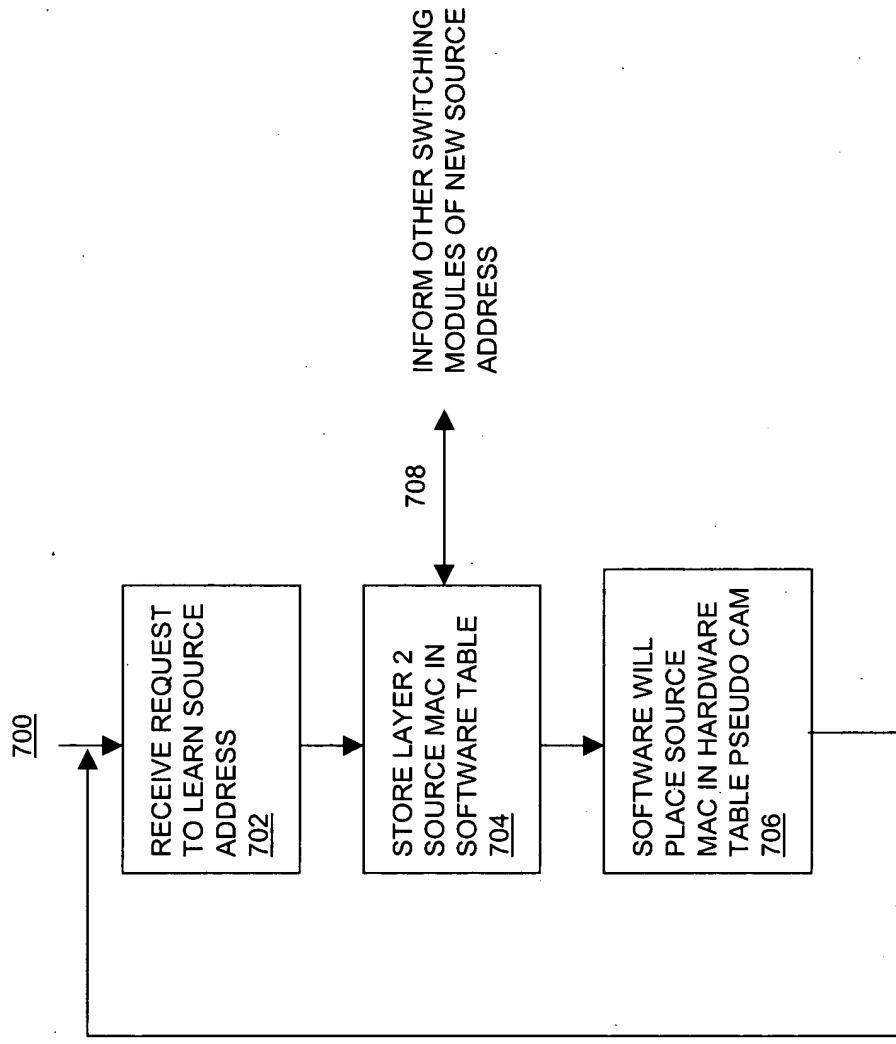 700
RECEIVE REQUEST
TO LEARN SOURCE
ADDRESS
702
STORE LAYER 2
SOURCE MAC IN
SOFTWARE TABLE
704
708
INFORM OTHER SWITCHING
MODULES OF NEW SOURCE
ADDRESS
SOFTWARE WILL
PLACE SOURCE
MAC IN HARDWARE
TABLE PSEUDO CAM
706